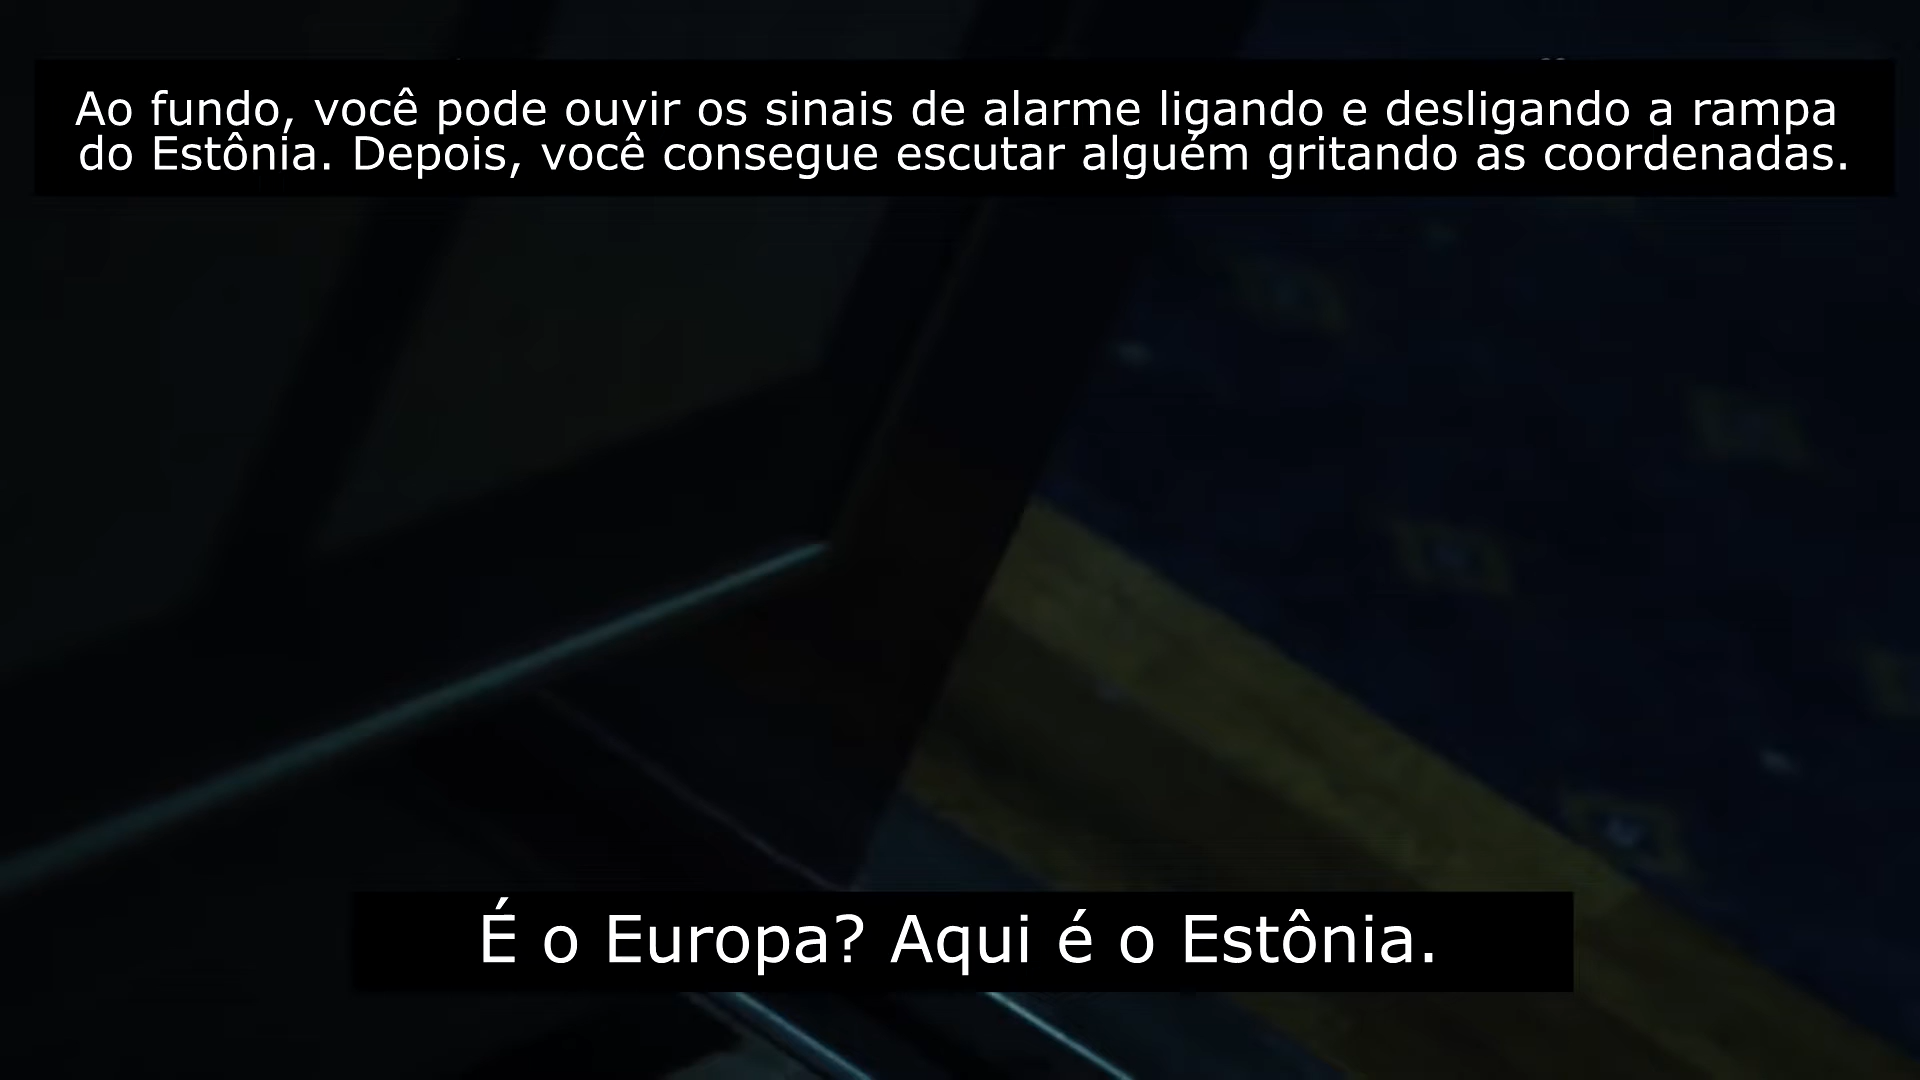 Ao fundo, você pode ouvir os sinais de alarme ligando e desligando a rampa
do Estônia. Depois, você consegue escutar alguém gritando as coordenadas.
É o Europa? Aqui é o Estônia.